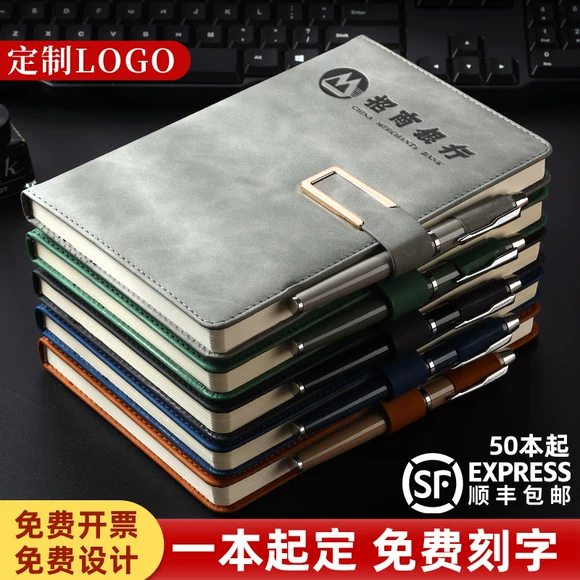 定制LOGO
招商银行
CHINA MERCHANTS BANK
50本起
SF EXPRESS
顺丰包邮
免费开票
免费设计
一本起定 免费刻字